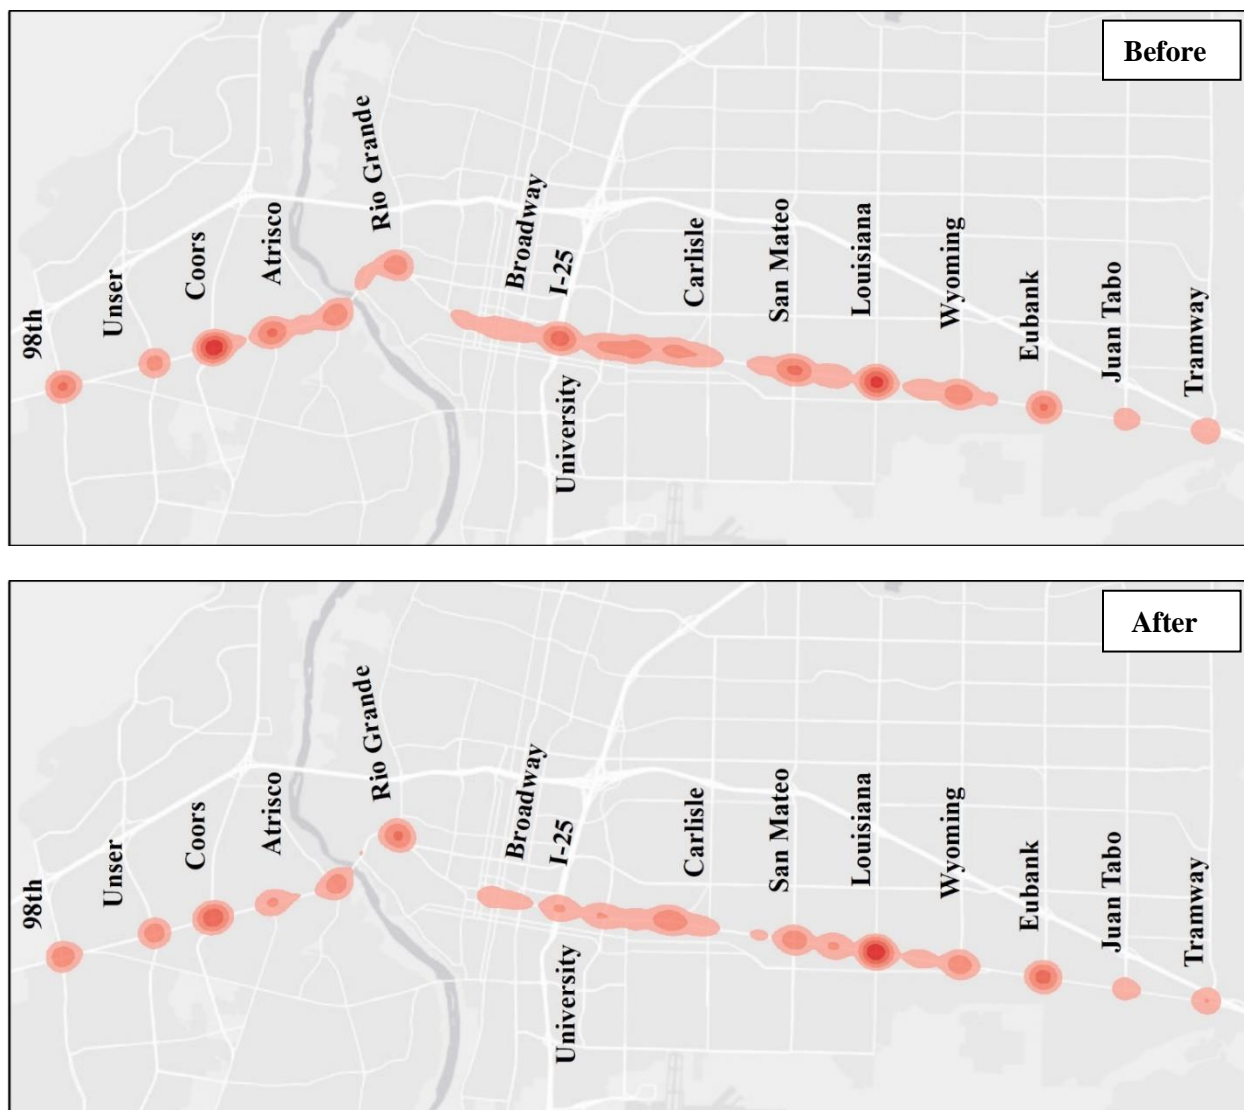 Before
98th
Unser
Coors
Atrisco
Rio Grande
Broadway
I-25
University
Carlisle
San Mateo
Louisiana
Wyoming
Eubank
Juan Tabo
Tramway
After
98th
Unser
Coors
Atrisco
Rio Grande
Broadway
I-25
University
Carlisle
San Mateo
Louisiana
Wyoming
Eubank
Juan Tabo
Tramway